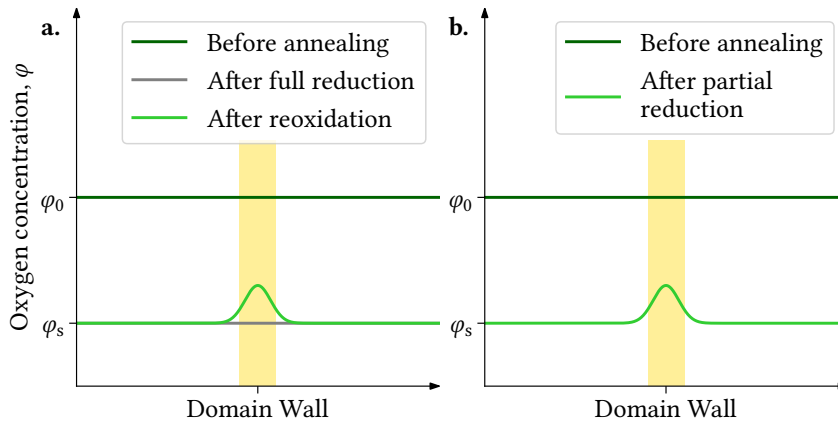 a.
Before annealing
After full reduction
After reoxidation
Oxygen concentration, φ
φ₀
φₛ
Domain Wall
b.
Before annealing
After partial
reduction
φ₀
φₛ
Domain Wall